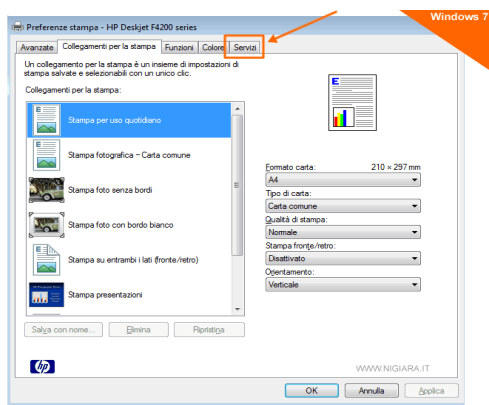 Windows 7
Preferenze stampa - HP Deskjet F4200 series
Avanzate Collegamenti per la stampa Funzioni Colore Servizi
Un collegamento per la stampa è un insieme di impostazioni di
stampa salvate e selezionabili con un unico clic.
Collegamenti per la stampa:
Stampa per uso quotidiano
Stampa fotografica - Carta comune
Stampa foto senza bordi
Stampa foto con bordo bianco
Stampa su entrambi i lati (fronte/retro)
Stampa presentazioni
Salva con nome... Elimina Ripristina
Formato carta: 210 × 297 mm
A4
Tipo di carta:
Carta comune
Qualità di stampa:
Normale
Stampa fronte/retro:
Disattivato
Orientamento:
Verticale
hp
WWW.NIGIARA.IT
OK Annulla Applica